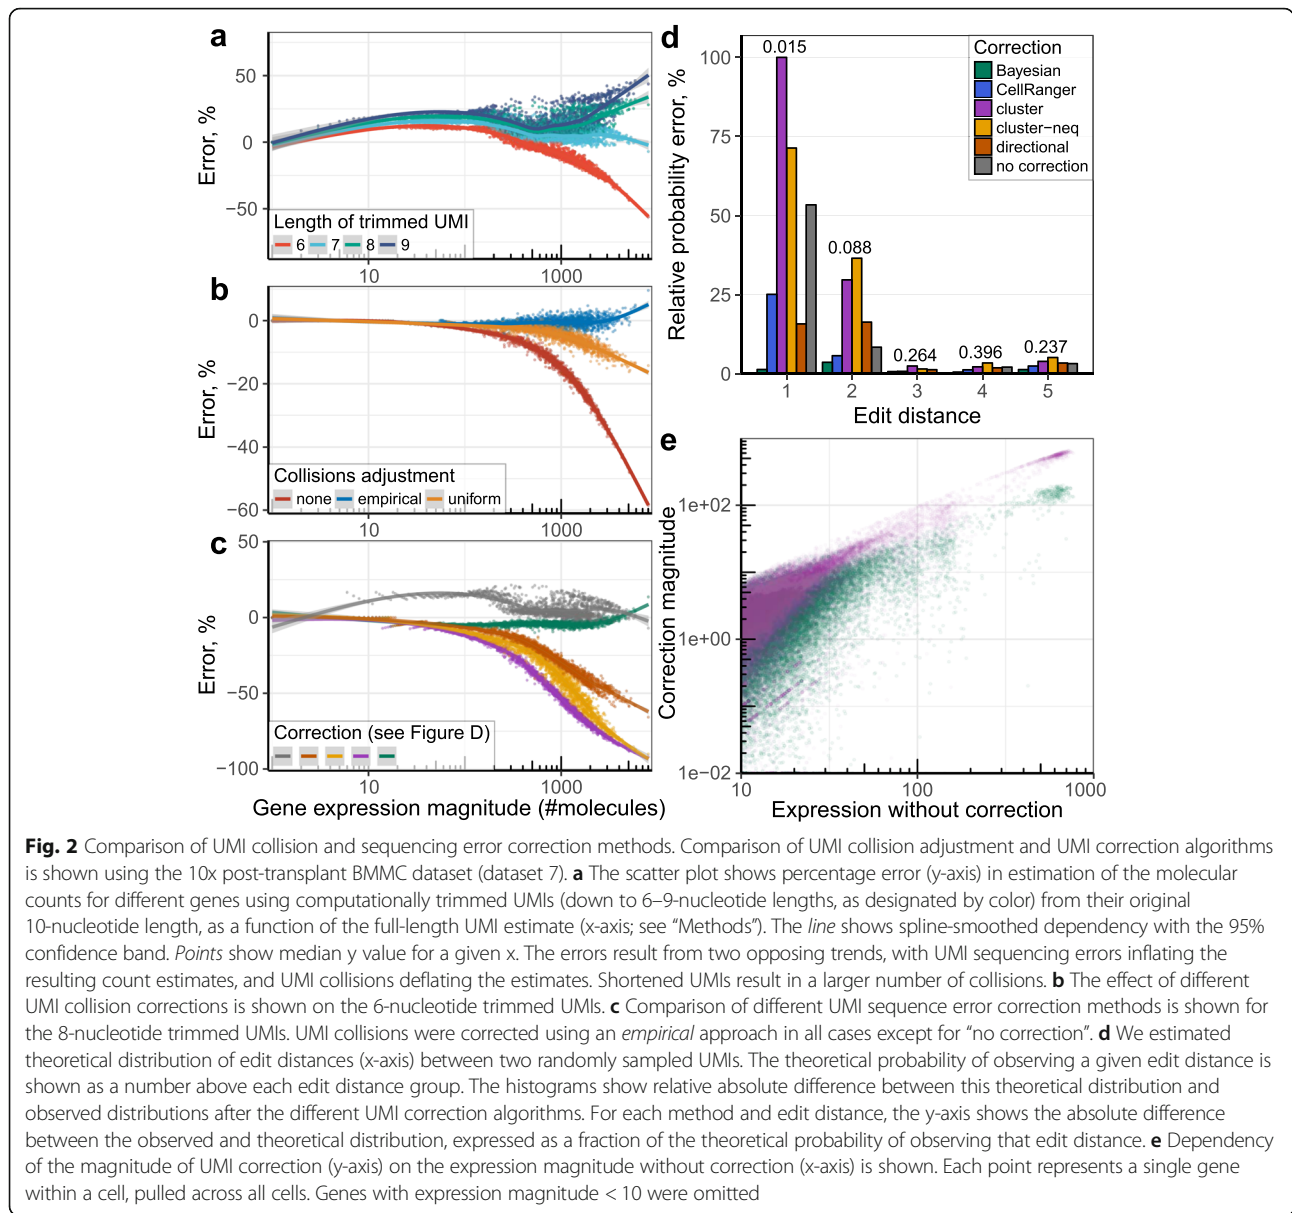 a
50
0
−50
Error, %
Length of trimmed UMI
6 7 8 9
10 1000
b
0
−20
−40
−60
Error, %
Collisions adjustment
none empirical uniform
10 1000
c
50
0
−50
−100
Error, %
Correction (see Figure D)
10 1000
Gene expression magnitude (#molecules)
d
100
75
50
25
0
Relative probability error, %
0.015
0.088
0.264
0.396
0.237
Correction
Bayesian
CellRanger
cluster
cluster−neq
directional
no correction
1 2 3 4 5
Edit distance
e
1e+02
1e+00
1e−02
Correction magnitude
10 100 1000
Expression without correction
Fig. 2 Comparison of UMI collision and sequencing error correction methods. Comparison of UMI collision adjustment and UMI correction algorithms
is shown using the 10x post-transplant BMMC dataset (dataset 7). a The scatter plot shows percentage error (y-axis) in estimation of the molecular
counts for different genes using computationally trimmed UMIs (down to 6–9-nucleotide lengths, as designated by color) from their original
10-nucleotide length, as a function of the full-length UMI estimate (x-axis; see “Methods”). The line shows spline-smoothed dependency with the 95%
confidence band. Points show median y value for a given x. The errors result from two opposing trends, with UMI sequencing errors inflating the
resulting count estimates, and UMI collisions deflating the estimates. Shortened UMIs result in a larger number of collisions. b The effect of different
UMI collision corrections is shown on the 6-nucleotide trimmed UMIs. c Comparison of different UMI sequence error correction methods is shown for
the 8-nucleotide trimmed UMIs. UMI collisions were corrected using an empirical approach in all cases except for “no correction”. d We estimated
theoretical distribution of edit distances (x-axis) between two randomly sampled UMIs. The theoretical probability of observing a given edit distance is
shown as a number above each edit distance group. The histograms show relative absolute difference between this theoretical distribution and
observed distributions after the different UMI correction algorithms. For each method and edit distance, the y-axis shows the absolute difference
between the observed and theoretical distribution, expressed as a fraction of the theoretical probability of observing that edit distance. e Dependency
of the magnitude of UMI correction (y-axis) on the expression magnitude without correction (x-axis) is shown. Each point represents a single gene
within a cell, pulled across all cells. Genes with expression magnitude < 10 were omitted